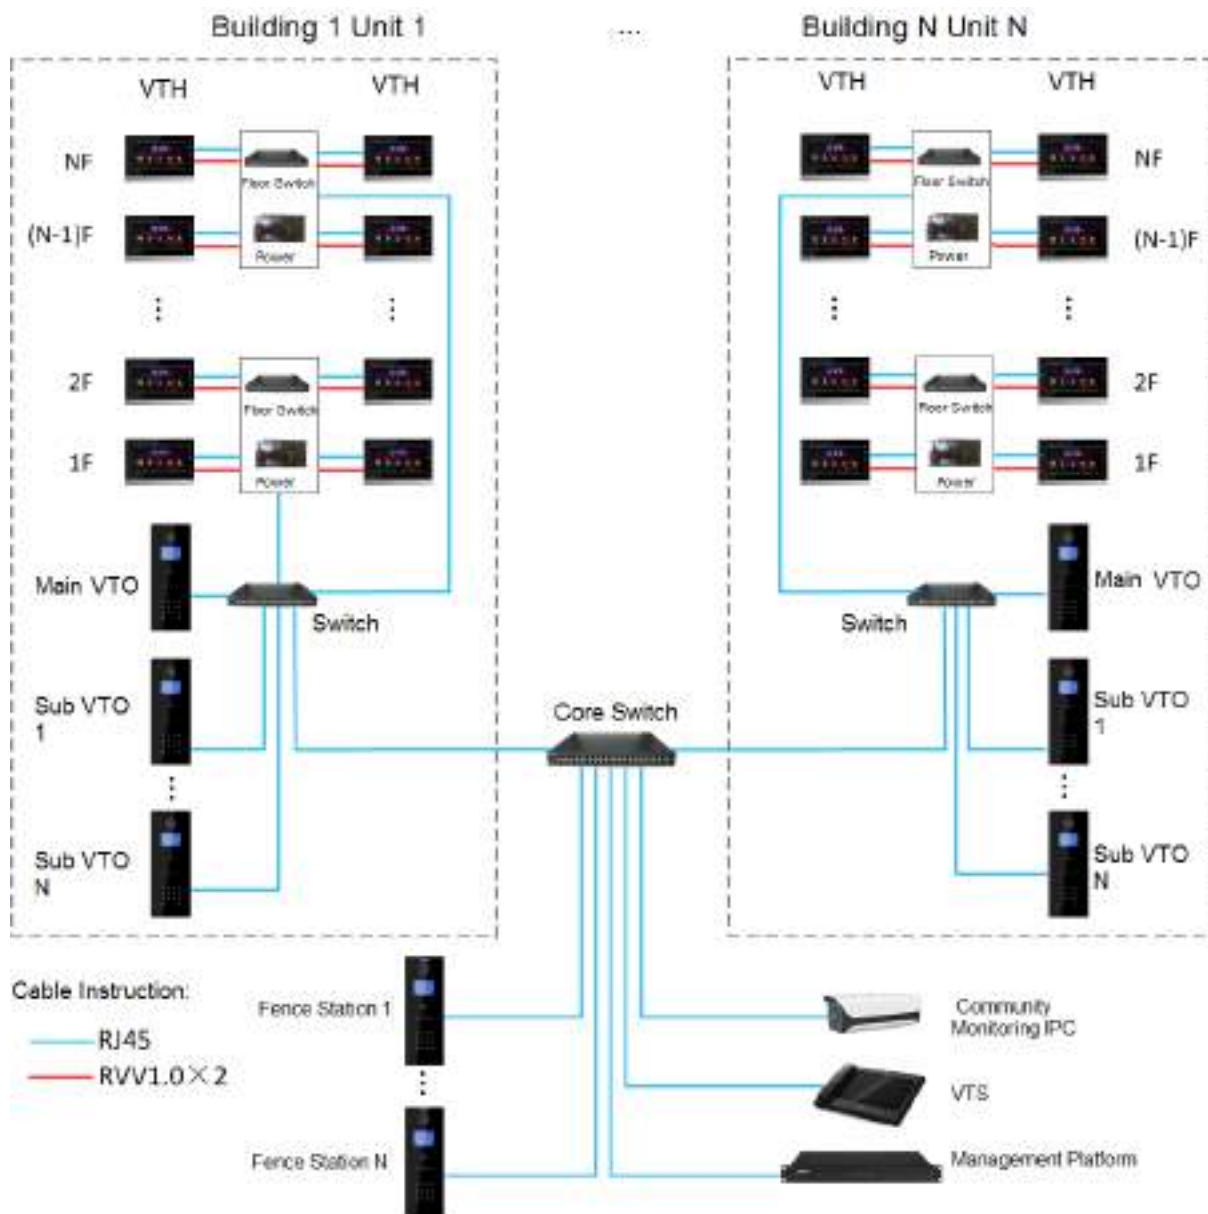 Building 1 Unit 1
...
Building N Unit N
VTH
VTH
VTH
VTH
NF
Floor Switch
Floor Switch
NF
(N-1)F
Power
Power
(N-1)F
2F
Floor Switch
Floor Switch
2F
1F
Power
Power
1F
Main VTO
Switch
Switch
Main VTO
Sub VTO
1
Core Switch
Sub VTO
1
Sub VTO
N
Sub VTO
N
Cable Instruction:
RJ45
RVV1.0×2
Fence Station 1
Community
Monitoring IPC
VTS
Fence Station N
Management Platform